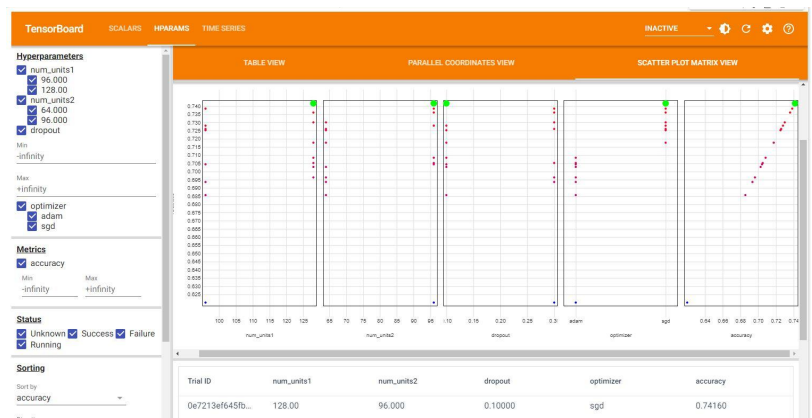 TensorBoard SCALARS HPARAMS TIME SERIES INACTIVE
Hyperparameters
num_units1
96.000
128.00
num_units2
64.000
96.000
dropout
Min
-infinity
Max
+infinity
optimizer
adam
sgd
Metrics
accuracy
Min Max
-infinity +infinity
Status
Unknown Success Failure
Running
Sorting
Sort by
accuracy
TABLE VIEW PARALLEL COORDINATES VIEW SCATTER PLOT MATRIX VIEW
0.740
0.735
0.730
0.725
0.720
0.715
0.710
0.705
0.700
0.695
0.690
0.685
0.680
0.675
0.670
0.665
0.660
0.655
0.650
0.645
0.640
0.635
0.630
0.625
100 105 110 115 120 125 65 70 75 80 85 90 95 0.15 0.20 0.25 adam sgd 0.64 0.66 0.68 0.70 0.72 0.74
num_units1 num_units2 dropout optimizer accuracy
Trial ID num_units1 num_units2 dropout optimizer accuracy
0e7213ef645fb... 128.00 96.000 0.10000 sgd 0.74160